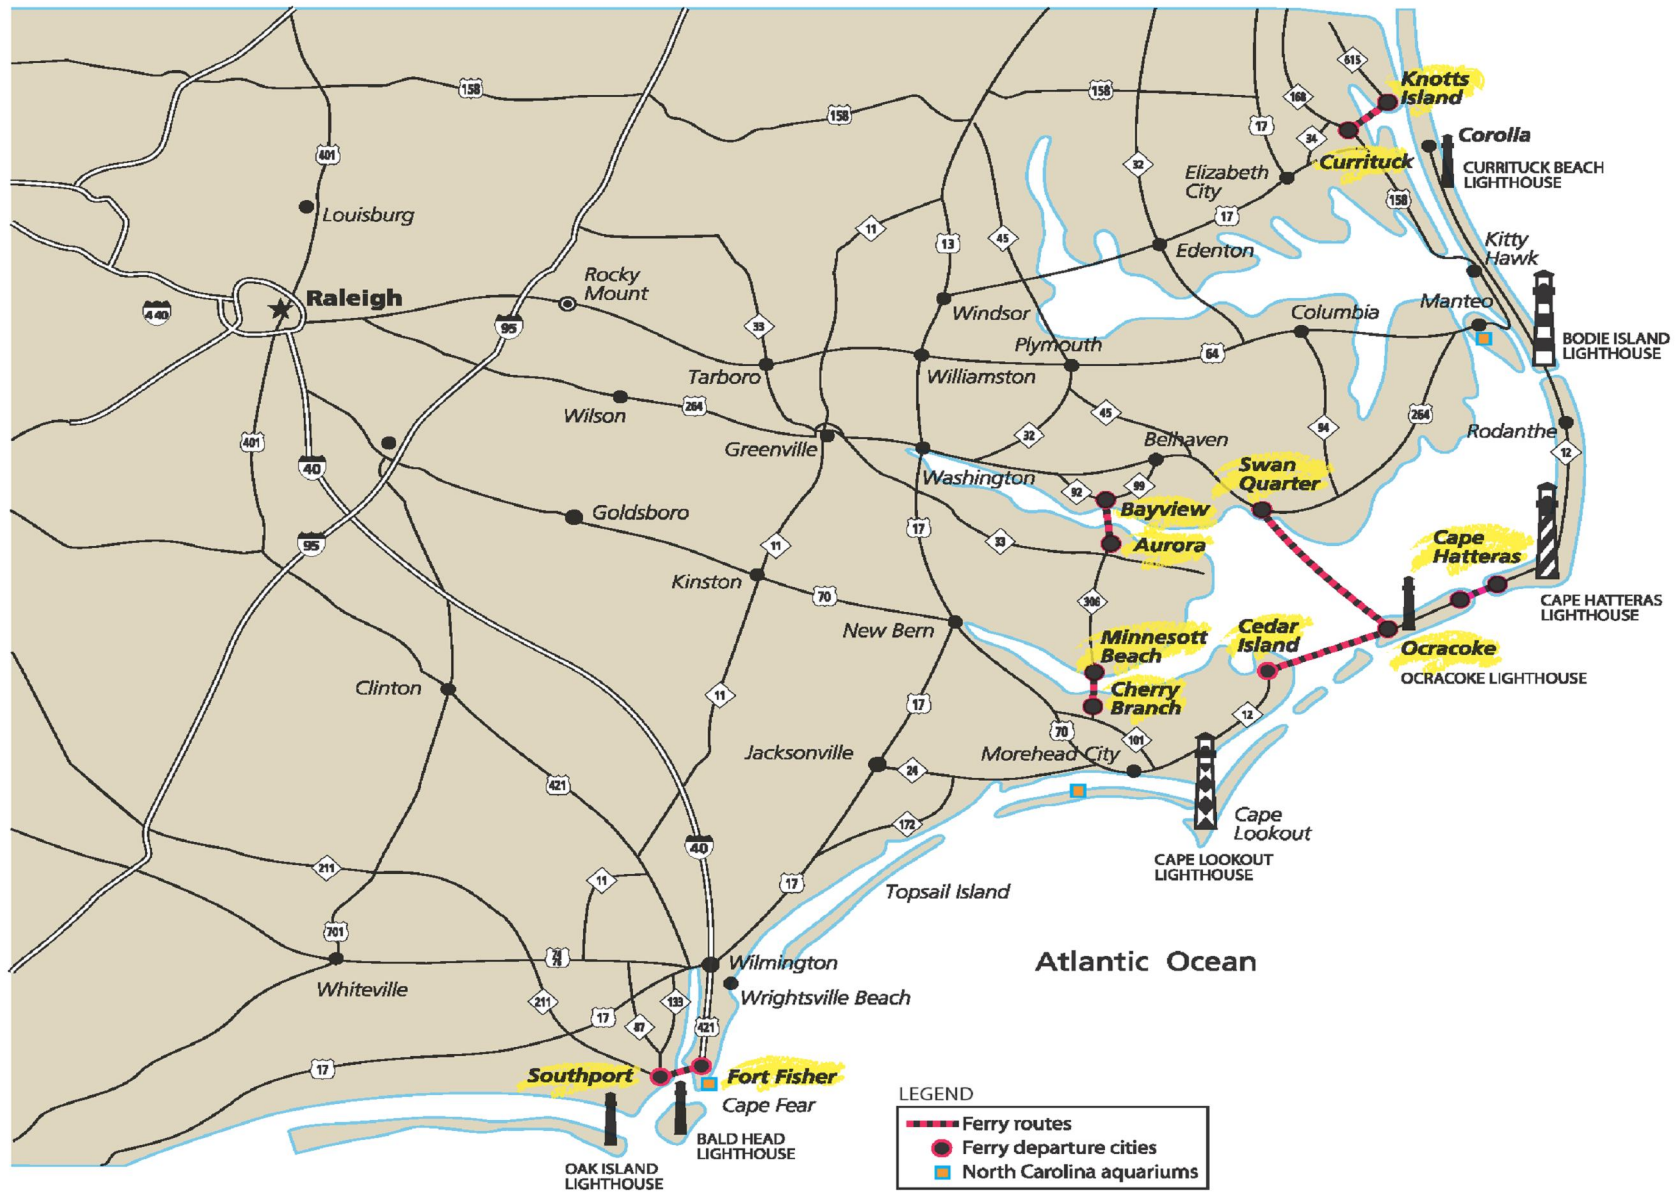 615
Knotts
Island
158
158
158
168
17
34
Corolla
401
32
Currituck
CURRITUCK BEACH
LIGHTHOUSE
Elizabeth
City
158
Louisburg
17
11
45
13
Edenton
Kitty
Hawk
Rocky
Mount
Raleigh
440
95
33
Windsor
Columbia
Manteo
Plymouth
64
BODIE ISLAND
LIGHTHOUSE
Tarboro
Williamston
Wilson
264
45
264
94
32
401
Greenville
Belhaven
Rodanthe
12
40
Washington
Swan
Quarter
92
99
Bayview
Goldsboro
17
33
Aurora
Cape
Hatteras
95
11
Kinston
70
306
CAPE HATTERAS
LIGHTHOUSE
New Bern
Minnesott
Beach
Cedar
Island
Ocracoke
OCRACOKE LIGHTHOUSE
Clinton
11
Cherry
Branch
17
12
70
101
Jacksonville
24
Morehead City
421
172
Cape
Lookout
40
CAPE LOOKOUT
LIGHTHOUSE
211
11
17
Topsail Island
701
74
76
Wilmington
Atlantic Ocean
Whiteville
Wrightsville Beach
211
133
17
87
421
17
Southport
Fort Fisher
Cape Fear
BALD HEAD
LIGHTHOUSE
OAK ISLAND
LIGHTHOUSE
LEGEND
Ferry routes
Ferry departure cities
North Carolina aquariums